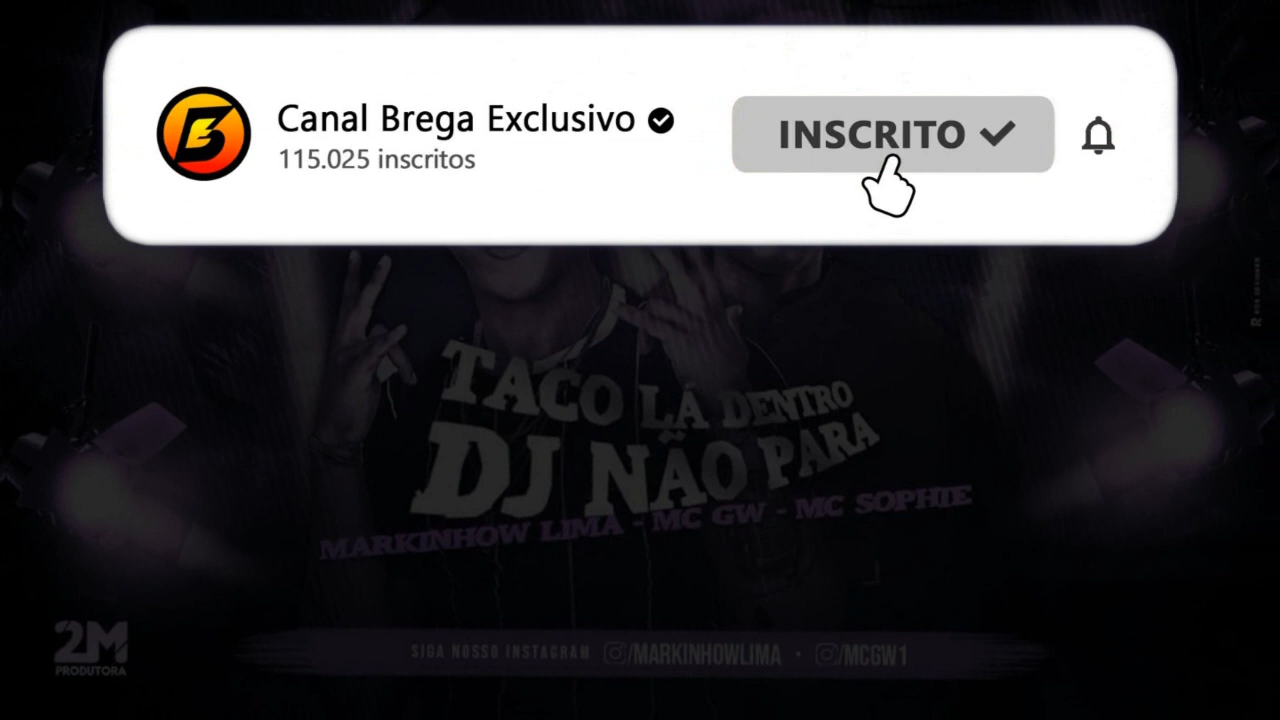 Canal Brega Exclusivo
115.025 inscritos
INSCRITO
TACO LÁ DENTRO
DJ NÃO PARA
MARKINHOW LIMA - MC GW - MC SOPHIE
2M
PRODUTORA
SIGA NOSSO INSTAGRAM /MARKINHOWLIMA • /MCGW1